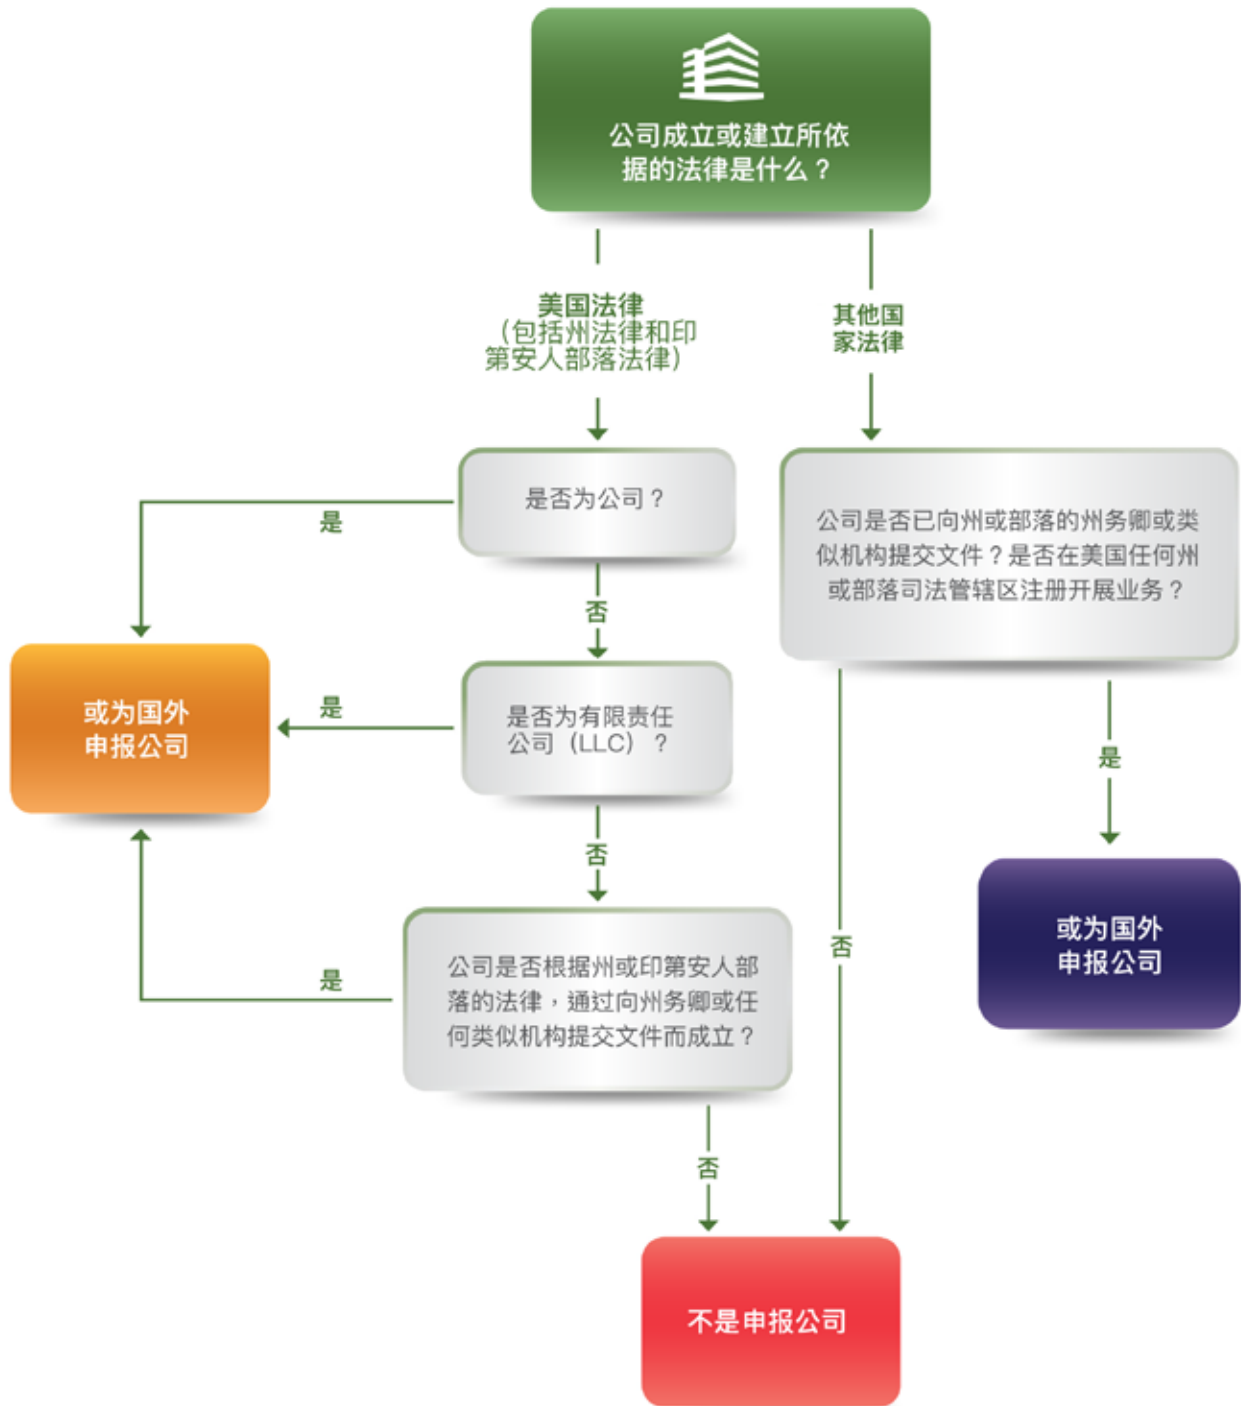 公司成立或建立所依
据的法律是什么？
美国法律
（包括州法律和印
第安人部落法律）
其他国
家法律
是否为公司？
是
否
公司是否已向州或部落的州务卿或类
似机构提交文件？是否在美国任何州
或部落司法管辖区注册开展业务？
或为国外
申报公司
是
是否为有限责任
公司（LLC）？
是
否
或为国外
申报公司
否
公司是否根据州或印第安人部
落的法律，通过向州务卿或任
何类似机构提交文件而成立？
是
否
不是申报公司